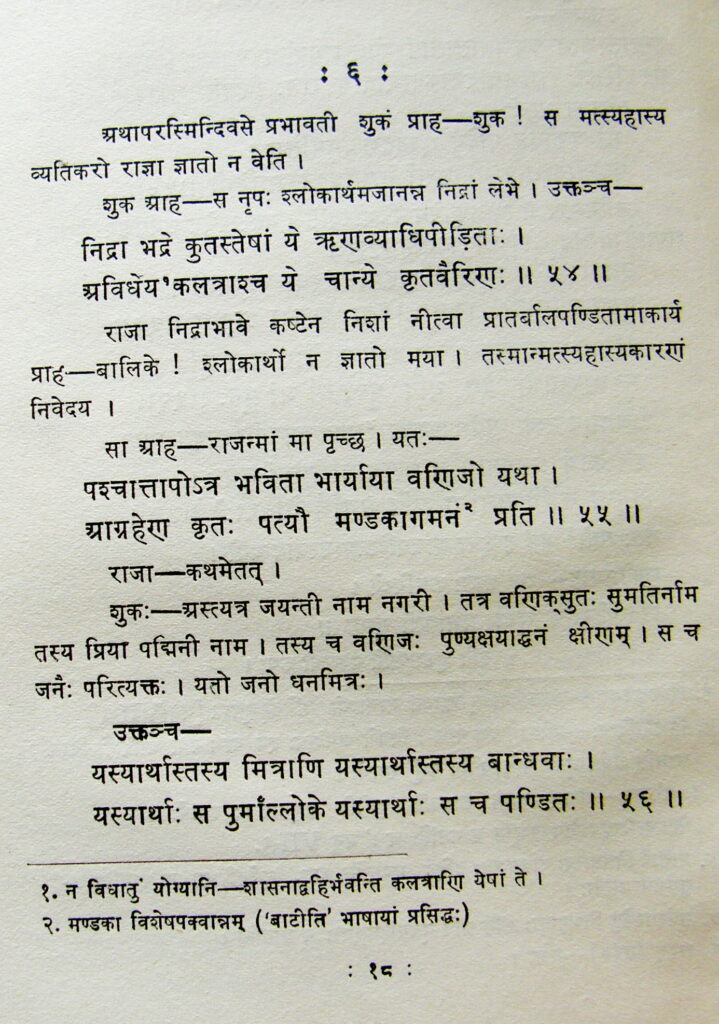 : ६ :
अथापरस्मिन्दिवसे प्रभावती शुकं प्राह—शुक ! स मत्स्यहास्य
व्यतिकरो राज्ञा ज्ञातो न वेति ।
शुक आह—स नृपः श्लोकार्थमजानन्न निद्रां लेभे । उक्तञ्च—
निद्रा भद्रे कुतस्तेषां ये ऋणव्याधिपीड़िताः ।
अविधेय¹कलत्राश्च ये चान्ये कृतवैरिणः ॥ ५४ ॥
राजा निद्राभावे कष्टेन निशां नीत्वा प्रातर्बालपण्डितामाकार्य
प्राह—बालिके ! श्लोकार्थो न ज्ञातो मया । तस्मान्मत्स्यहास्यकारणं
निवेदय ।
सा आह—राजन्मां मा पृच्छ । यतः—
पश्चात्तापोऽत्र भविता भार्याया वणिजो यथा ।
आग्रहेण कृतः पत्यौ मण्डकागमनं² प्रति ॥ ५५ ॥
राजा—कथमेतत् ।
शुकः—अस्त्यत्र जयन्ती नाम नगरी । तत्र वणिक्सुतः सुमतिर्नाम
तस्य प्रिया पद्मिनी नाम । तस्य च वणिजः पुण्यक्षयाद्धनं क्षीणम् । स च
जनैः परित्यक्तः । यतो जनो धनमित्रः ।
उक्तञ्च—
यस्यार्थास्तस्य मित्राणि यस्यार्थास्तस्य बान्धवाः ।
यस्यार्थाः स पुमाँल्लोके यस्यार्थाः स च पण्डितः ॥ ५६ ॥
१. न विधातुं योग्यानि—शासनाद्वहिर्भवन्ति कलत्राणि येषां ते ।
२. मण्डका विशेषपक्वान्नम् (‘बाटीति’ भाषायां प्रसिद्धः)
: १८ :